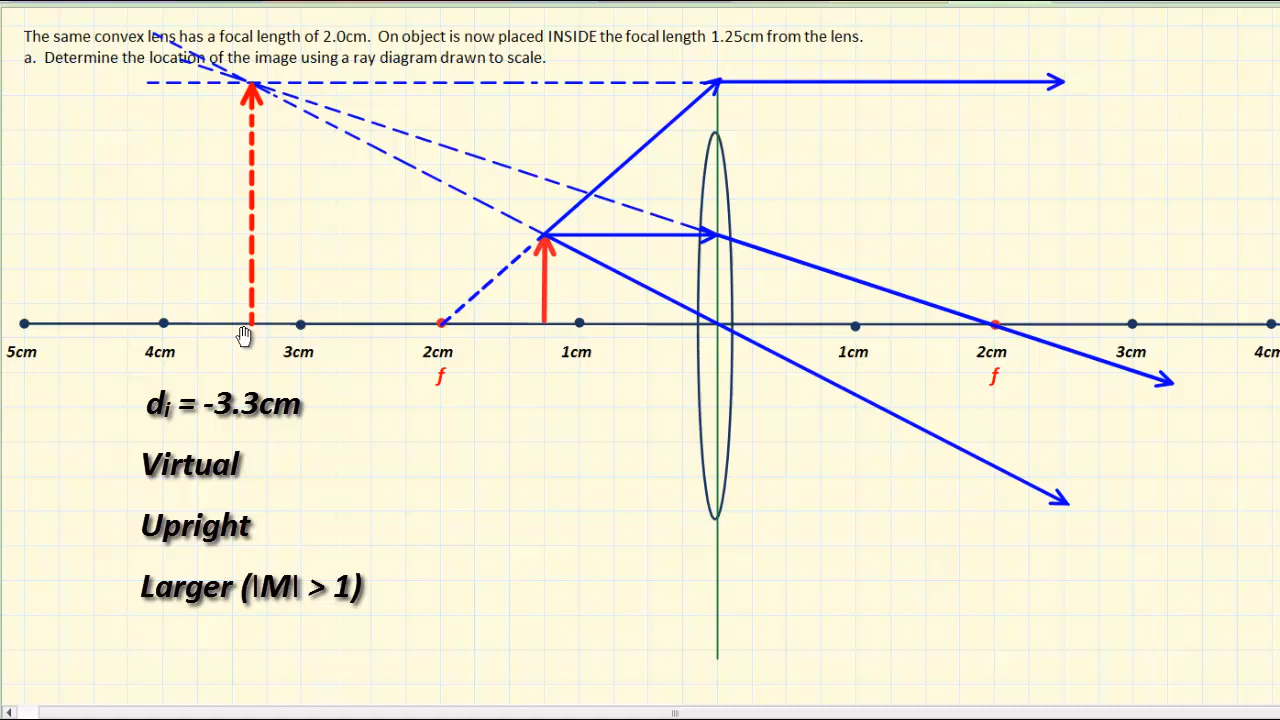 The same convex lens has a focal length of 2.0cm. On object is now placed INSIDE the focal length 1.25cm from the lens.
a. Determine the location of the image using a ray diagram drawn to scale.
5cm 4cm 3cm 2cm 1cm 1cm 2cm 3cm 4cm
f f
di = -3.3cm
Virtual
Upright
Larger (|M| > 1)